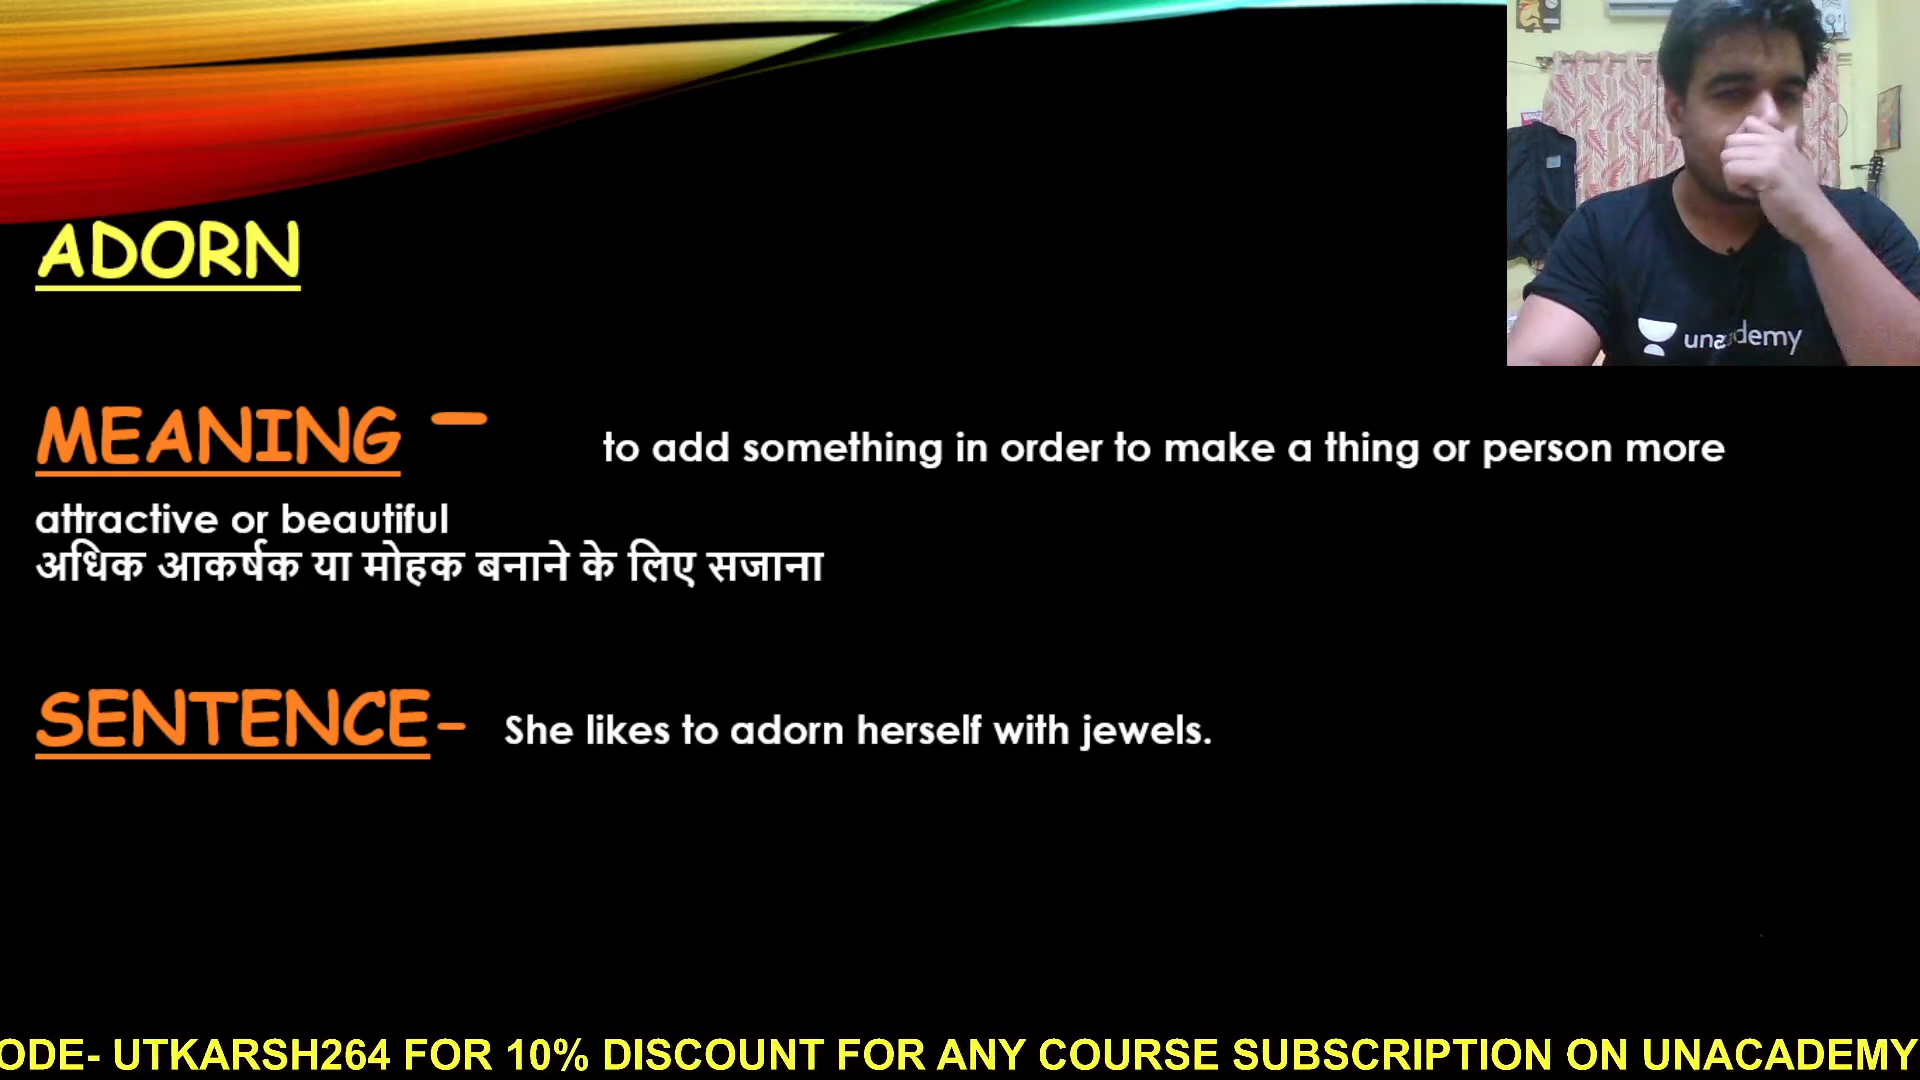 ADORN
MEANING – to add something in order to make a thing or person more
attractive or beautiful
अधिक आकर्षक या मोहक बनाने के लिए सजाना
SENTENCE- She likes to adorn herself with jewels.
unacademy
ODE- UTKARSH264 FOR 10% DISCOUNT FOR ANY COURSE SUBSCRIPTION ON UNACADEMY